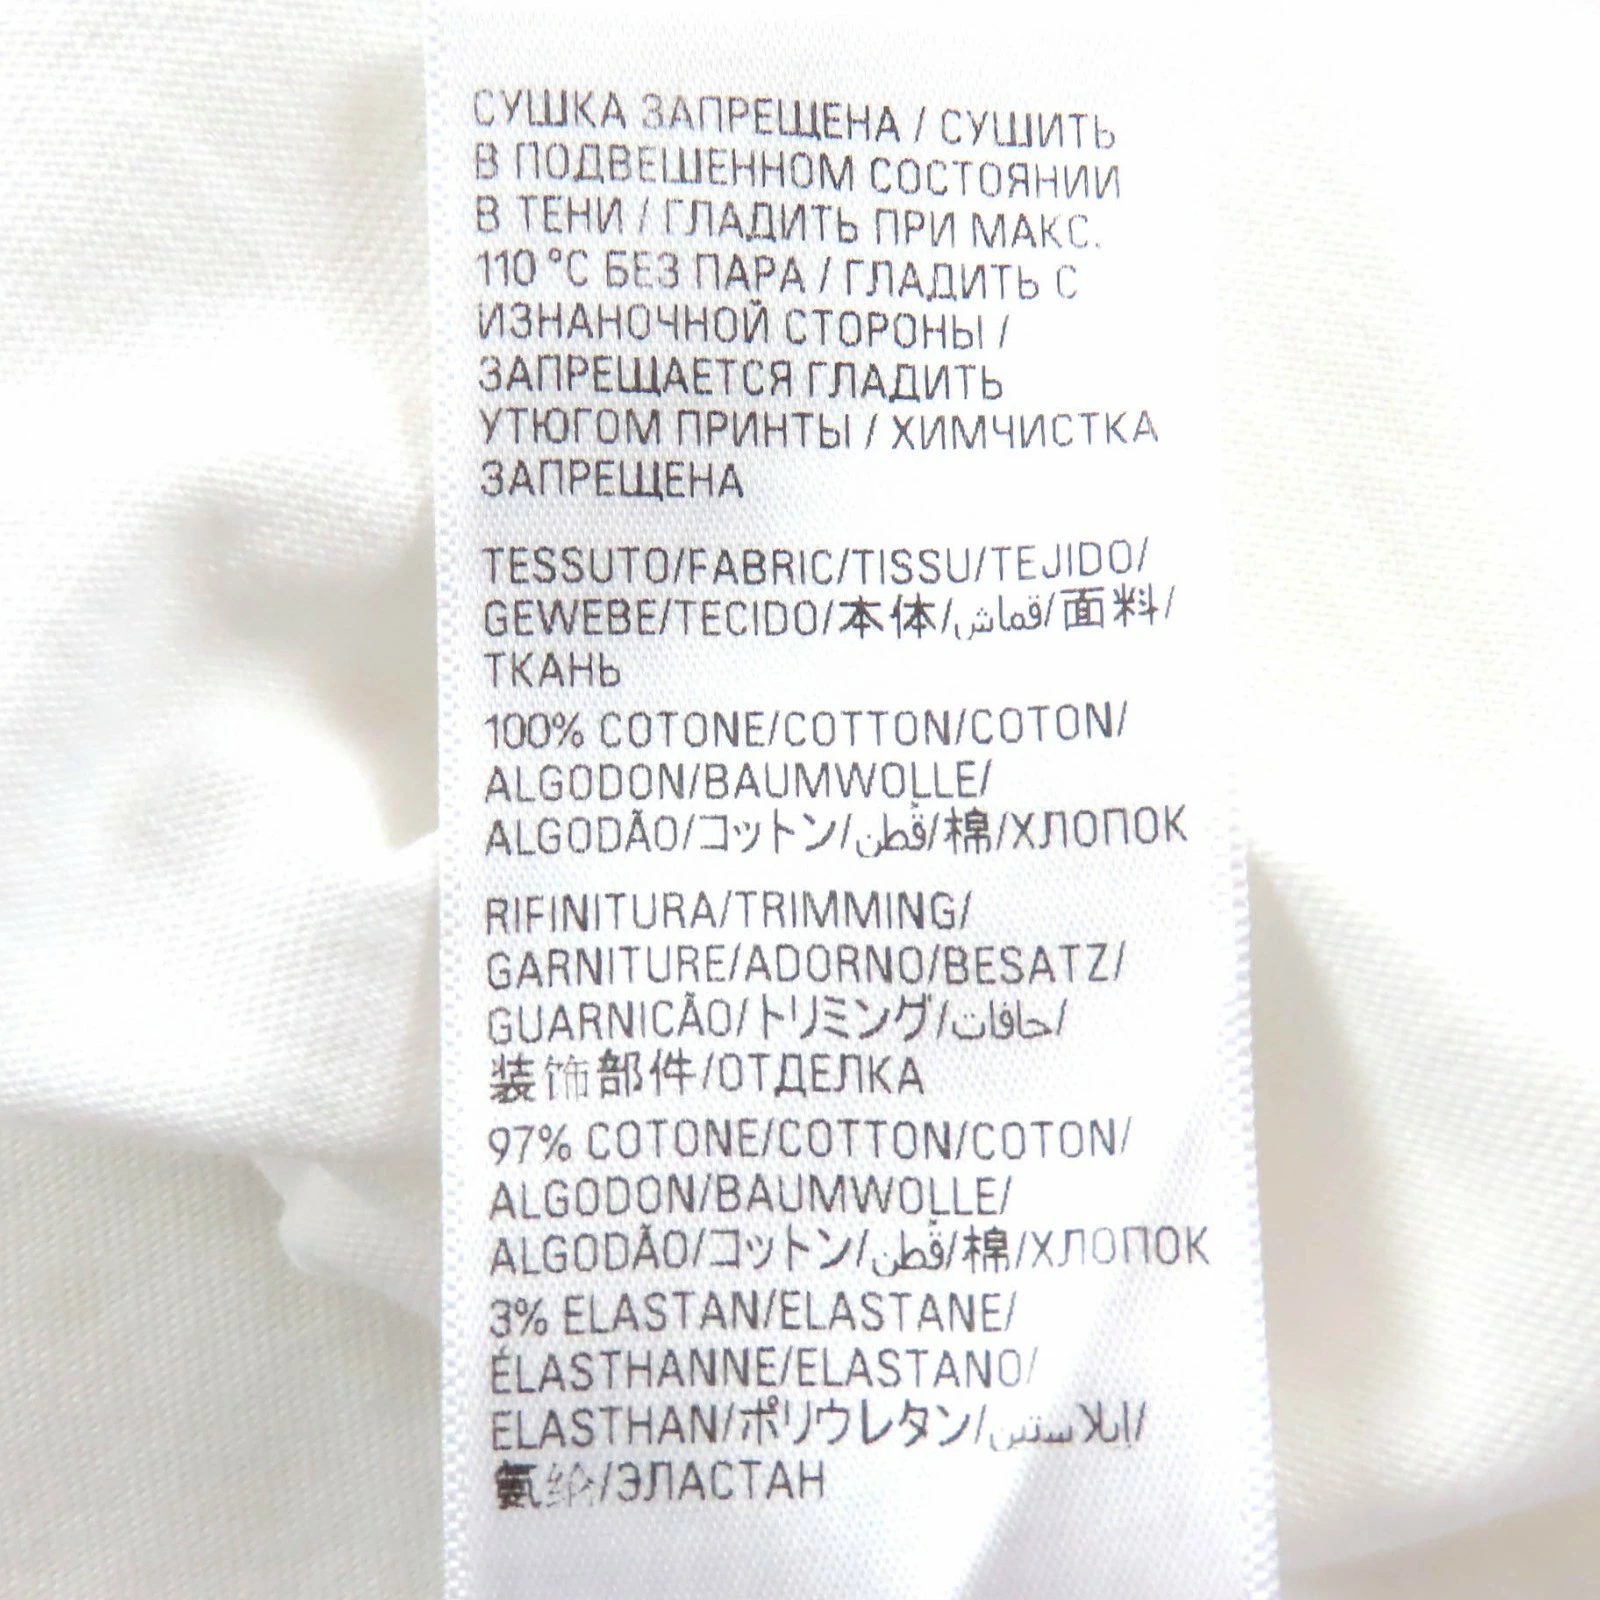 СУШКА ЗАПРЕЩЕНА / СУШИТЬ
В ПОДВЕШЕННОМ СОСТОЯНИИ
В ТЕНИ / ГЛАДИТЬ ПРИ МАКС.
110 °C БЕЗ ПАРА / ГЛАДИТЬ С
ИЗНАНОЧНОЙ СТОРОНЫ /
ЗАПРЕЩАЕТСЯ ГЛАДИТЬ
УТЮГОМ ПРИНТЫ / ХИМЧИСТКА
ЗАПРЕЩЕНА
TESSUTO/FABRIC/TISSU/TEJIDO/
GEWEBE/TECIDO/本体/قماش/面料/
ТКАНЬ
100% COTONE/COTTON/COTON/
ALGODON/BAUMWOLLE/
ALGODÃO/コットン/قُطن/棉/ХЛОПОК
RIFINITURA/TRIMMING/
GARNITURE/ADORNO/BESATZ/
GUARNICÃO/トリミング/حافات/
装饰部件/ОТДЕЛКА
97% COTONE/COTTON/COTON/
ALGODON/BAUMWOLLE/
ALGODÃO/コットン/قُطن/棉/ХЛОПОК
3% ELASTAN/ELASTANE/
ÉLASTHANNE/ELASTANO/
ELASTHAN/ポリウレタン/إيلاستين/
氨纶/ЭЛАСТАН